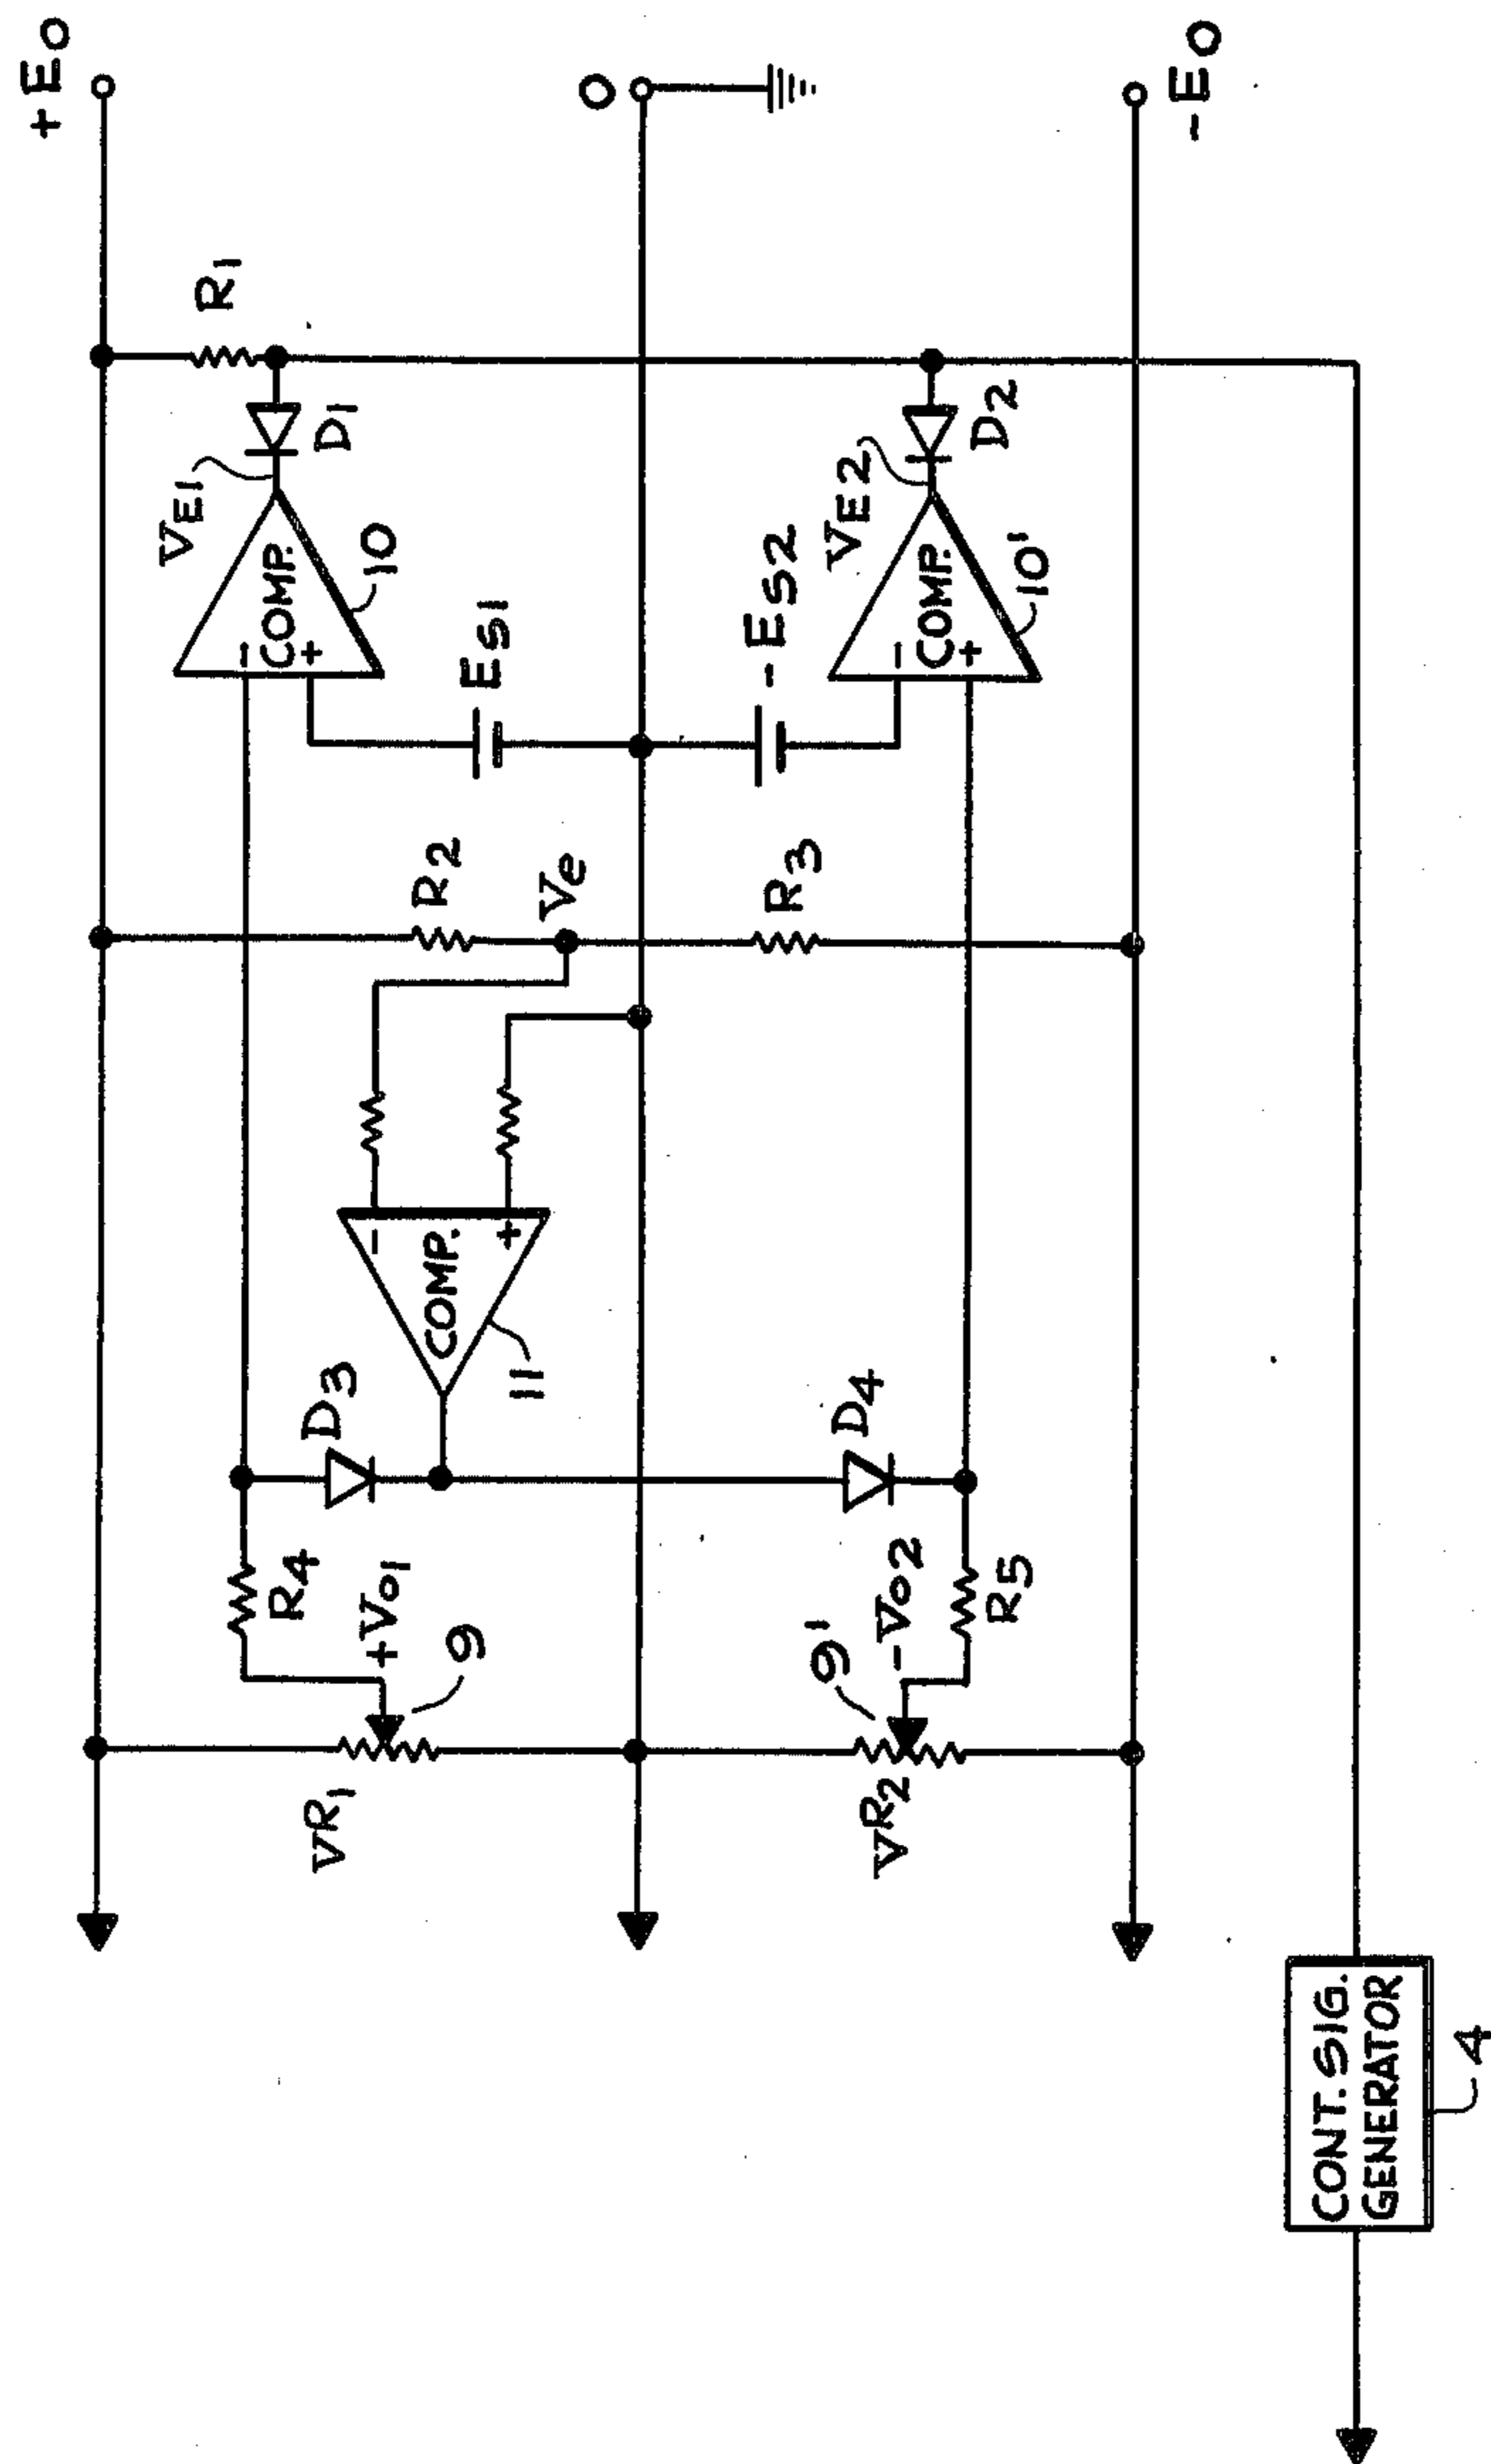 +Eo
O
-Eo
R1
D1
VE1
COMP.
-
+
10
Es1
-Es2
VE2
D2
COMP.
-
+
10'
R2
Ve
R3
COMP.
-
+
11
D3
D4
R4
+Vo1
9
VR1
9'
-Vo2
R5
VR2
CONT. SIG.
GENERATOR
4